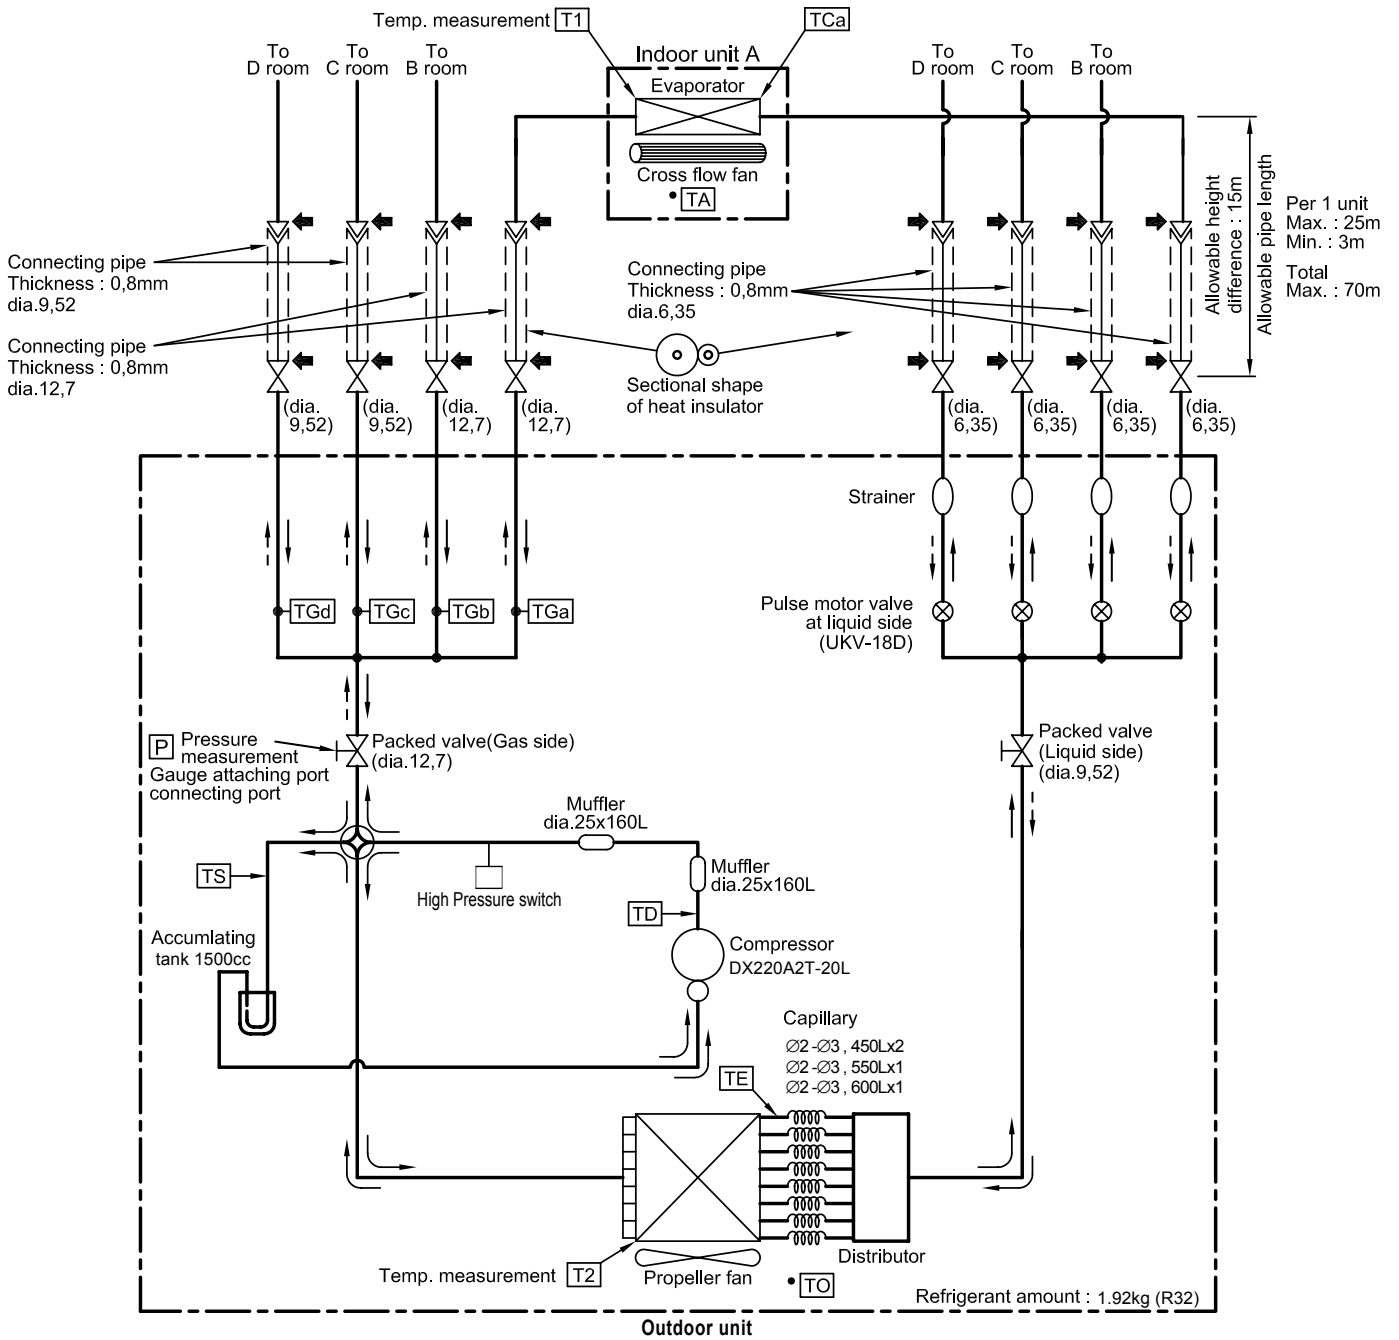 Temp. measurement T1
TCa
To
D room
To
C room
To
B room
Indoor unit A
Evaporator
Cross flow fan
TA
To
D room
To
C room
To
B room
Allowable height
difference : 15m
Allowable pipe length
Per 1 unit
Max. : 25m
Min. : 3m
Total
Max. : 70m
Connecting pipe
Thickness : 0,8mm
dia.9,52
Connecting pipe
Thickness : 0,8mm
dia.12,7
Connecting pipe
Thickness : 0,8mm
dia.6,35
Sectional shape
of heat insulator
(dia.
9,52)
(dia.
9,52)
(dia.
12,7)
(dia.
12,7)
(dia.
6,35)
(dia.
6,35)
(dia.
6,35)
(dia.
6,35)
Strainer
TGd
TGc
TGb
TGa
Pulse motor valve
at liquid side
(UKV-18D)
P Pressure
measurement
Gauge attaching port
connecting port
Packed valve(Gas side)
(dia.12,7)
Packed valve
(Liquid side)
(dia.9,52)
Muffler
dia.25x160L
Muffler
dia.25x160L
TS
High Pressure switch
TD
Accumlating
tank 1500cc
Compressor
DX220A2T-20L
Capillary
∅2-∅3, 450Lx2
∅2-∅3, 550Lx1
∅2-∅3, 600Lx1
TE
Distributor
Temp. measurement T2
Propeller fan
TO
Refrigerant amount : 1.92kg (R32)
Outdoor unit